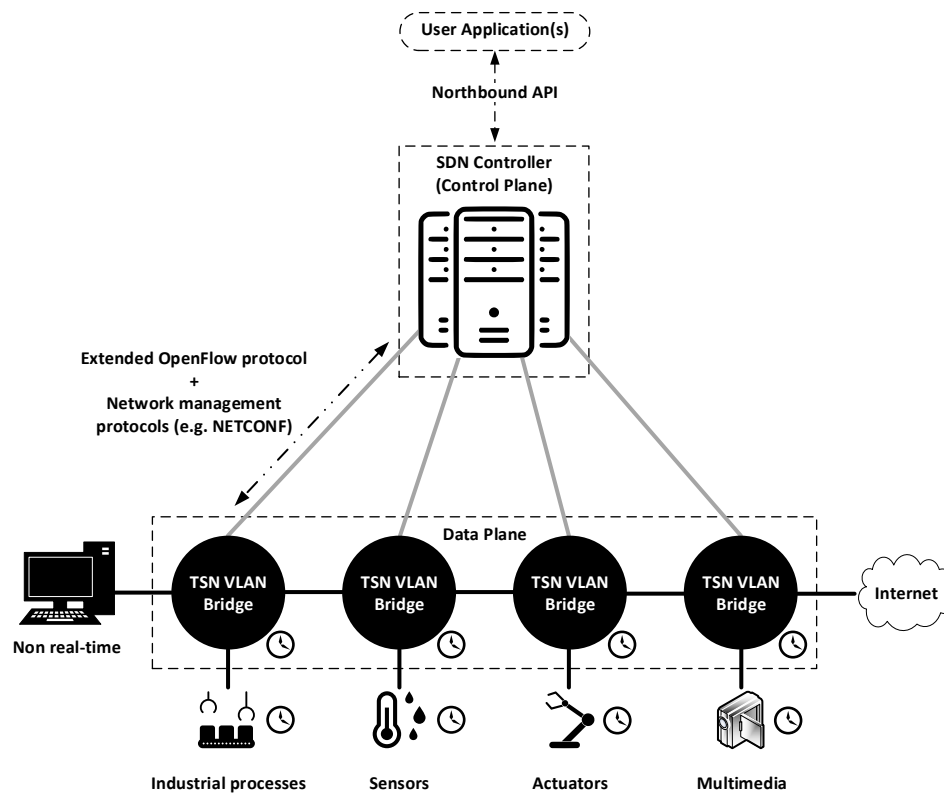 User Application(s)
Northbound API
SDN Controller
(Control Plane)
Extended OpenFlow protocol
+
Network management
protocols (e.g. NETCONF)
Data Plane
TSN VLAN
Bridge
TSN VLAN
Bridge
TSN VLAN
Bridge
TSN VLAN
Bridge
Internet
Non real-time
Industrial processes
Sensors
Actuators
Multimedia